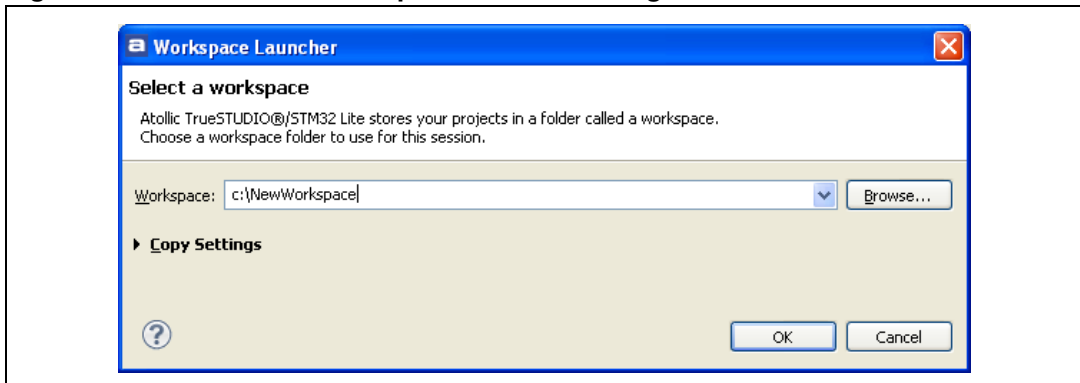 Workspace Launcher
Select a workspace
Atollic TrueSTUDIO®/STM32 Lite stores your projects in a folder called a workspace.
Choose a workspace folder to use for this session.
Workspace: c:\NewWorkspace Browse...
Copy Settings
? OK Cancel